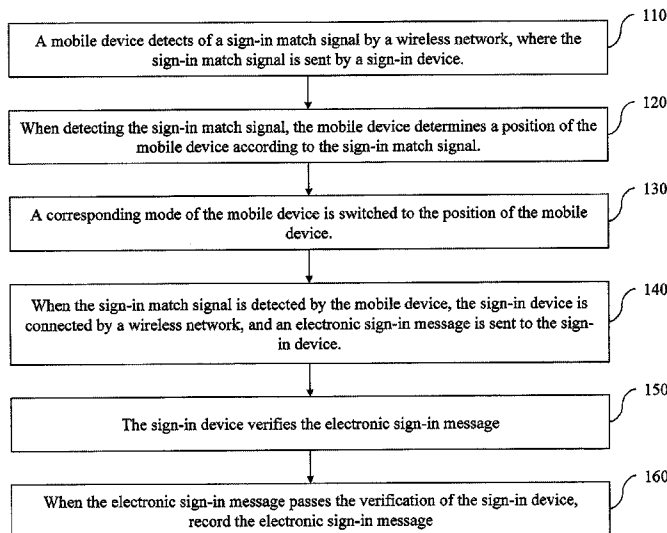 110
A mobile device detects of a sign-in match signal by a wireless network, where the
sign-in match signal is sent by a sign-in device.
120
When detecting the sign-in match signal, the mobile device determines a position of the
mobile device according to the sign-in match signal.
130
A corresponding mode of the mobile device is switched to the position of the mobile
device.
140
When the sign-in match signal is detected by the mobile device, the sign-in device is
connected by a wireless network, and an electronic sign-in message is sent to the sign-
in device.
150
The sign-in device verifies the electronic sign-in message
160
When the electronic sign-in message passes the verification of the sign-in device,
record the electronic sign-in message